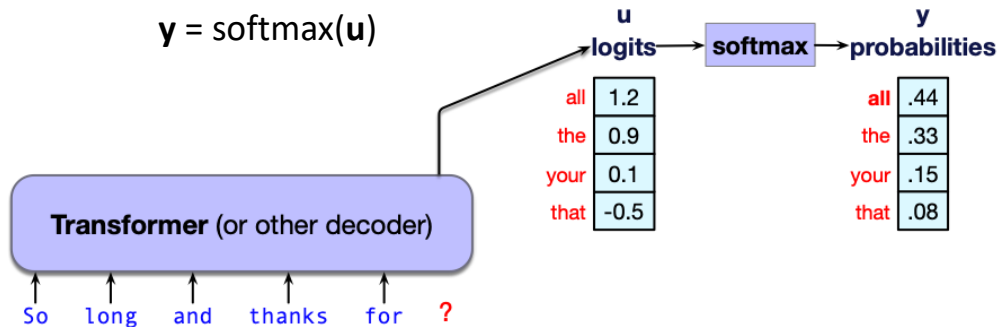 y = softmax(u)
u y
logits softmax probabilities
all 1.2 all .44
the 0.9 the .33
your 0.1 your .15
that -0.5 that .08
Transformer (or other decoder)
So long and thanks for ?